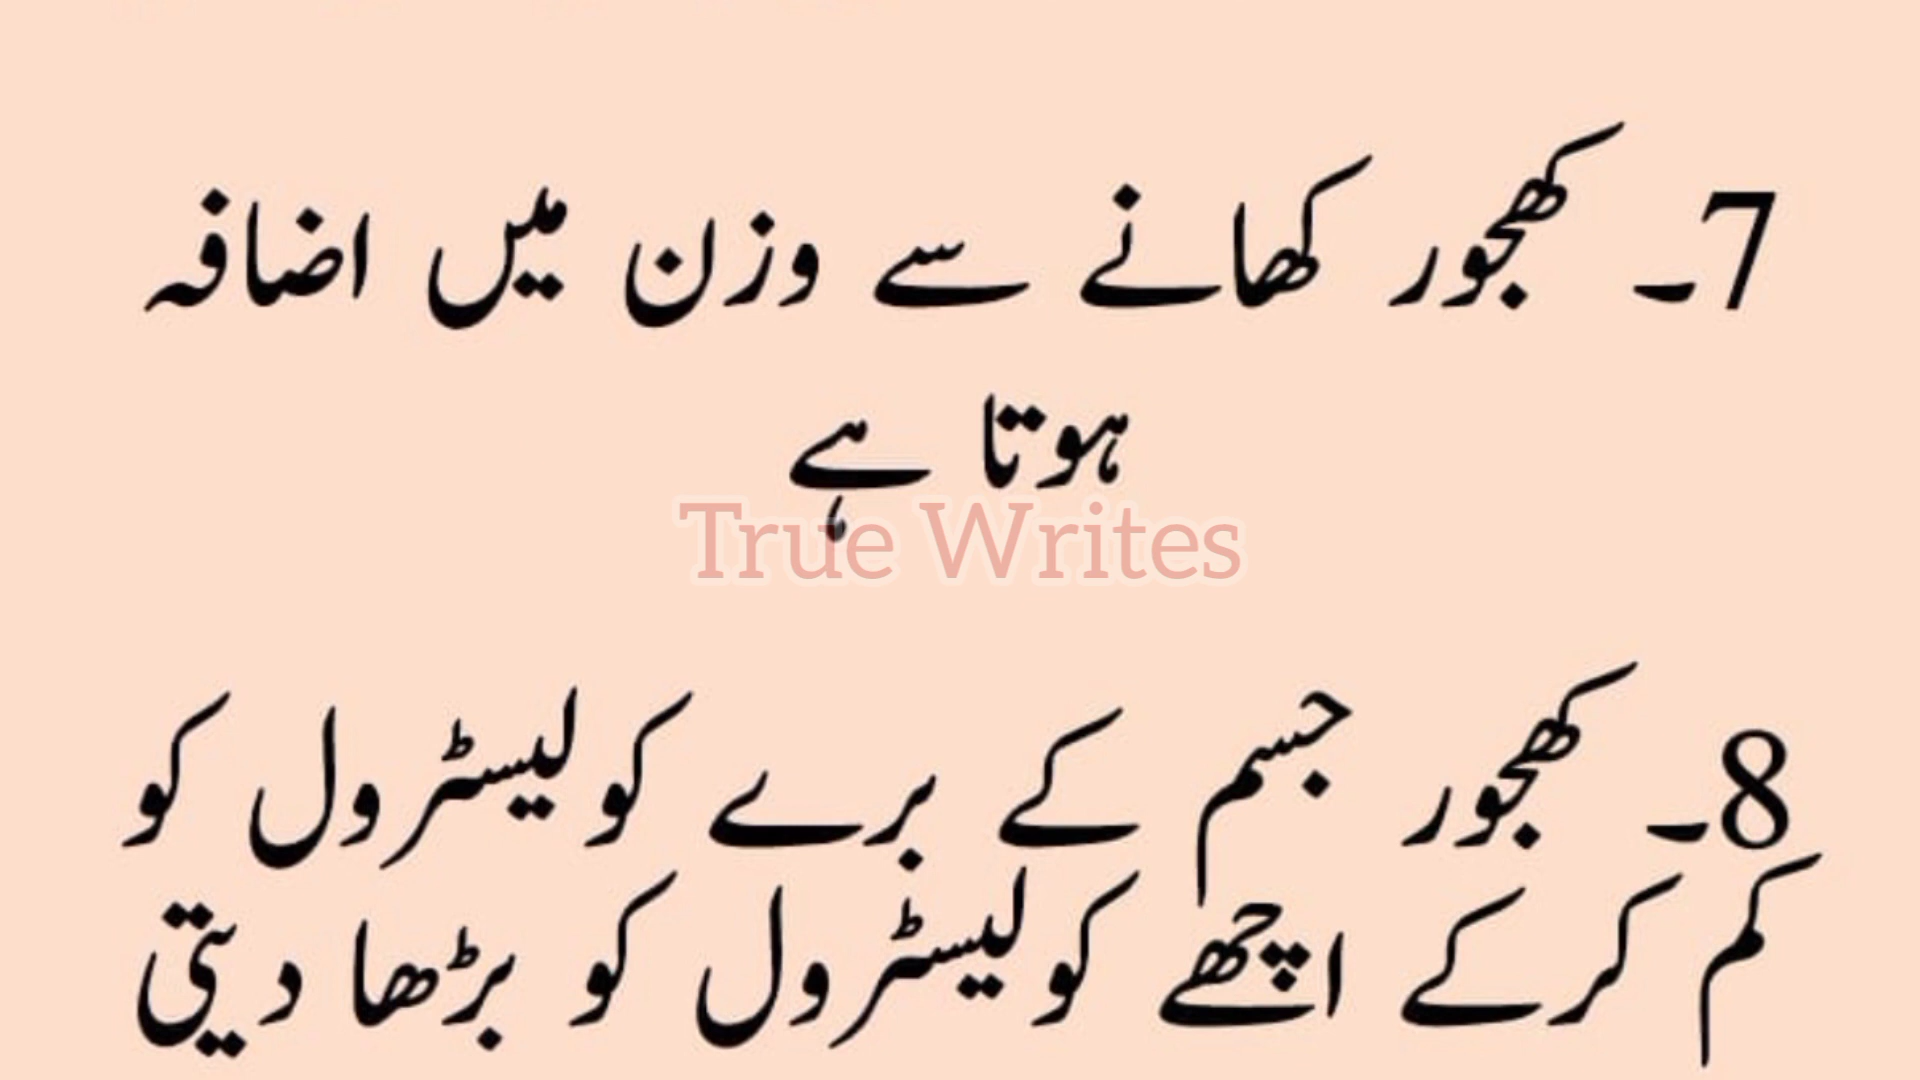 7۔ کھجور کھانے سے وزن میں اضافہ
ہوتا ہے
True Writes
8۔ کھجور جسم کے برے کولیسٹرول کو
کم کرکے اچھے کولیسٹرول کو بڑھا دیتی